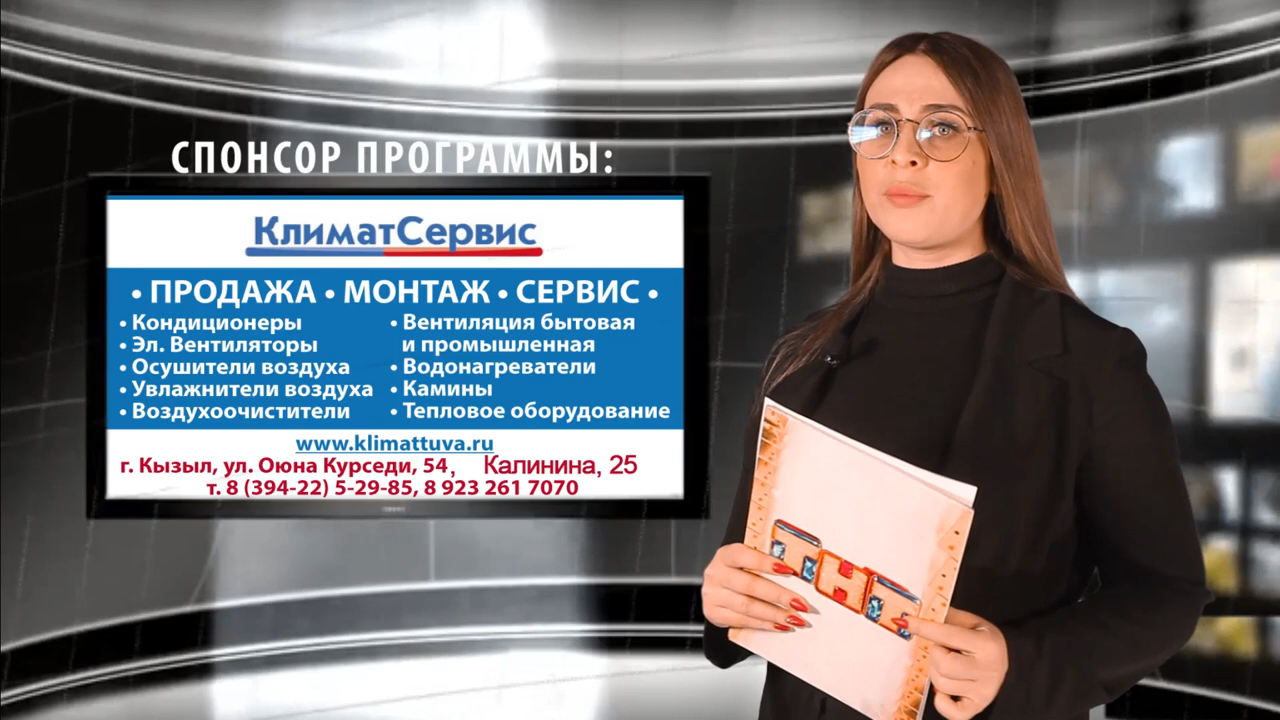 СПОНСОР ПРОГРАММЫ:
КлиматСервис
• ПРОДАЖА • МОНТАЖ • СЕРВИС •
• Кондиционеры
• Эл. Вентиляторы
• Осушители воздуха
• Увлажнители воздуха
• Воздухоочистители
• Вентиляция бытовая
и промышленная
• Водонагреватели
• Камины
• Тепловое оборудование
www.klimattuva.ru
г. Кызыл, ул. Оюна Курседи, 54, Калинина, 25
т. 8 (394-22) 5-29-85, 8 923 261 7070
ТНТ